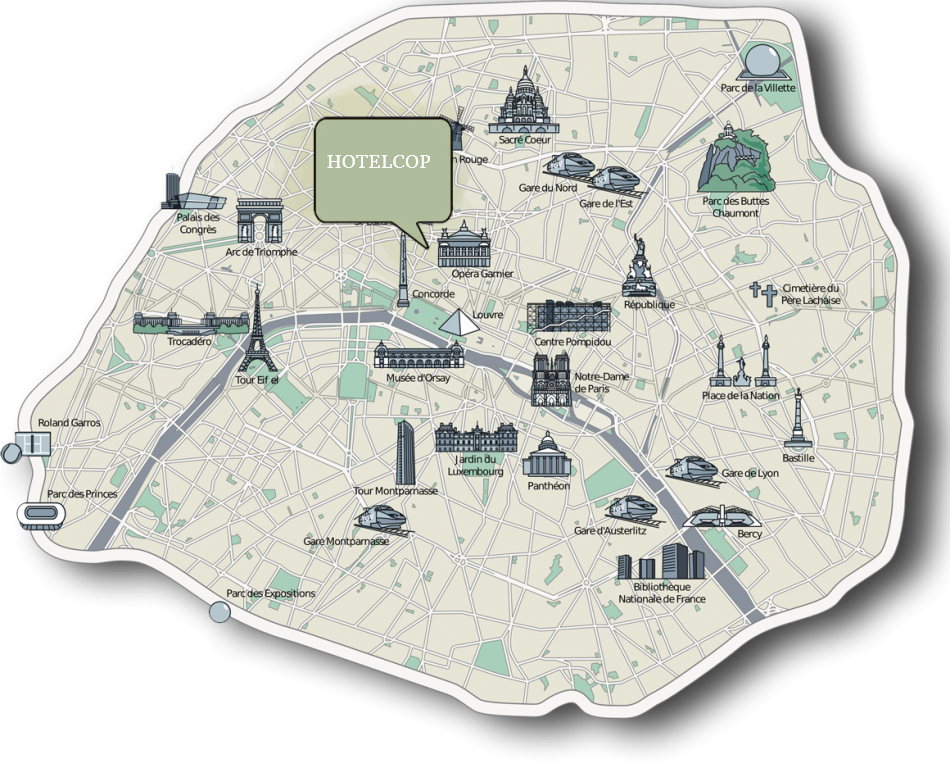 Parc de la Villette
Sacré Coeur
n Rouge
HOTELCOP
Gare du Nord
Gare de l'Est
Parc des Buttes
Chaumont
Palais des
Congrès
Arc de Triomphe
Opéra Garnier
Concorde
République
Cimetière du
Père Lachaise
Louvre
Trocadéro
Centre Pompidou
Tour Eif el
Musée d'Orsay
Notre-Dame
de Paris
Place de la Nation
Roland Garros
Jardin du
Luxembourg
Bastille
Gare de Lyon
Panthéon
Tour Montparnasse
Parc des Princes
Gare Montparnasse
Gare d'Austerlitz
Bercy
Bibliothèque
Nationale de France
Parc des Expositions